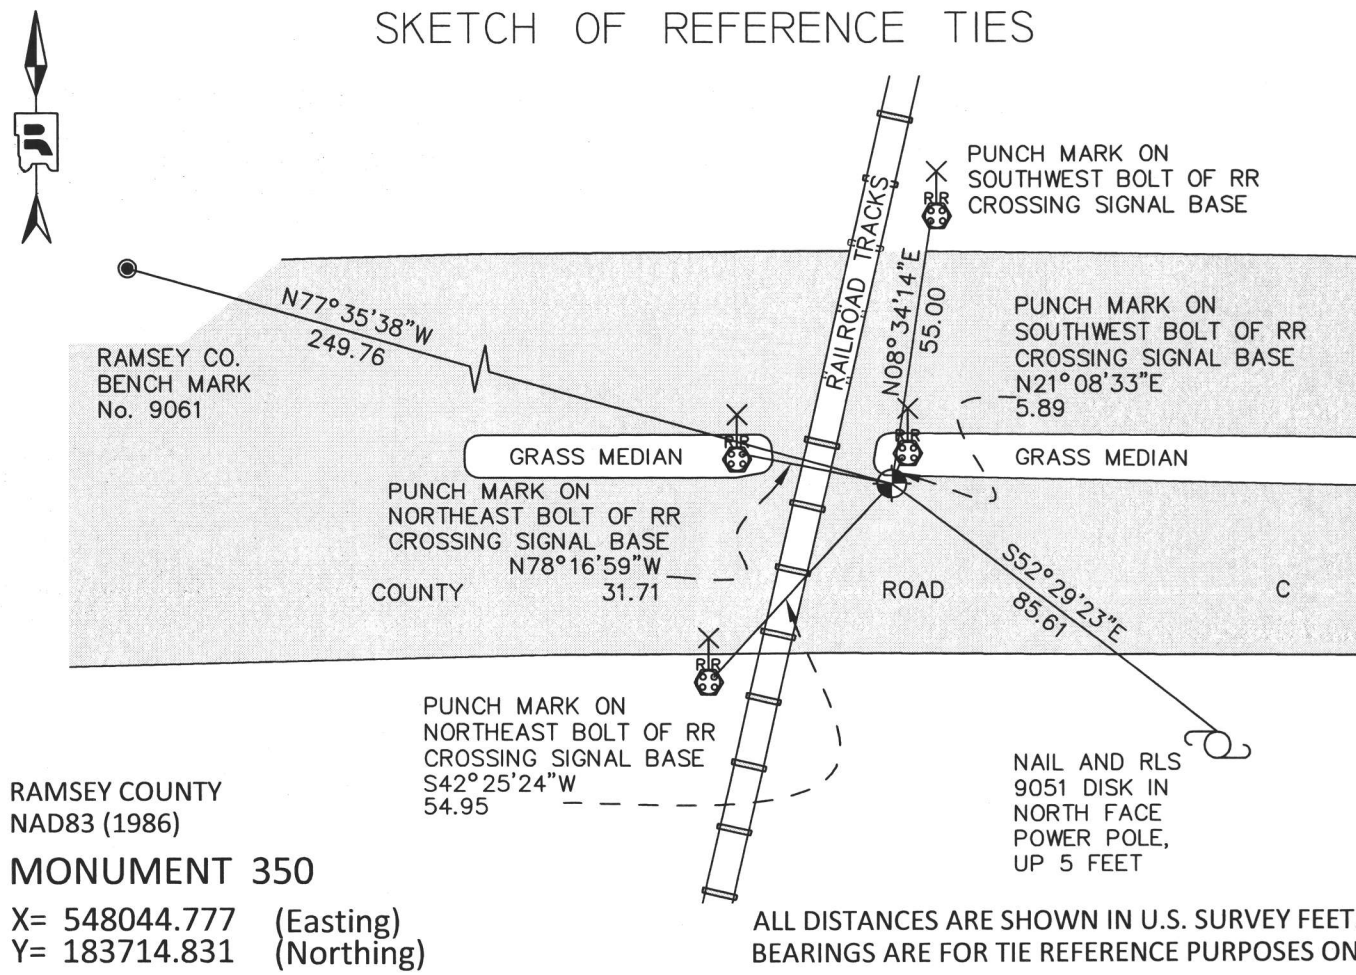 SKETCH OF REFERENCE TIES
R
PUNCH MARK ON
SOUTHWEST BOLT OF RR
CROSSING SIGNAL BASE
RR
RAILROAD TRACKS
N08°34'14"E
55.00
N77°35'38"W
249.76
RAMSEY CO.
BENCH MARK
No. 9061
PUNCH MARK ON
SOUTHWEST BOLT OF RR
CROSSING SIGNAL BASE
N21°08'33"E
5.89
RR
GRASS MEDIAN
RR
GRASS MEDIAN
PUNCH MARK ON
NORTHEAST BOLT OF RR
CROSSING SIGNAL BASE
N78°16'59"W
31.71
COUNTY
ROAD
C
S52°29'23"E
85.61
RR
PUNCH MARK ON
NORTHEAST BOLT OF RR
CROSSING SIGNAL BASE
S42°25'24"W
54.95
NAIL AND RLS
9051 DISK IN
NORTH FACE
POWER POLE,
UP 5 FEET
RAMSEY COUNTY
NAD83 (1986)
MONUMENT 350
X= 548044.777 (Easting)
Y= 183714.831 (Northing)
ALL DISTANCES ARE SHOWN IN U.S. SURVEY FEET.
BEARINGS ARE FOR TIE REFERENCE PURPOSES ON